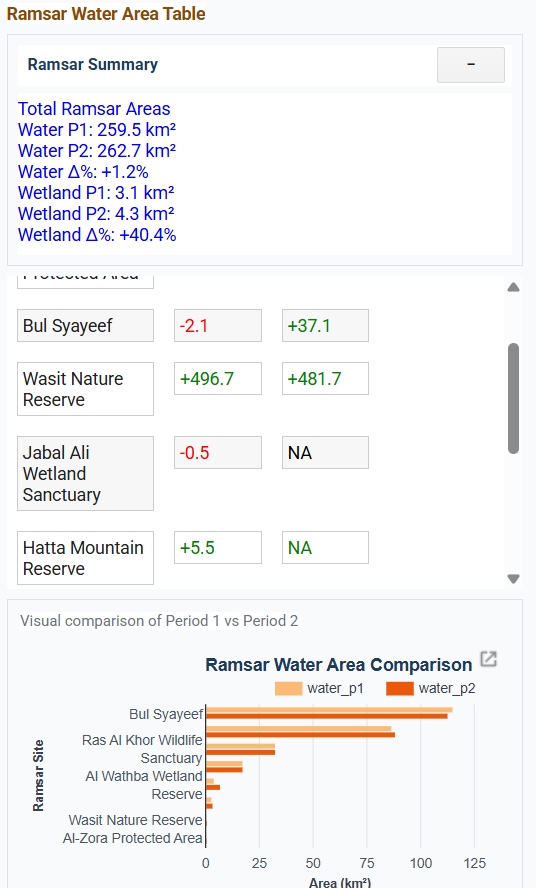 Ramsar Water Area Table
Ramsar Summary
−
Total Ramsar Areas
Water P1: 259.5 km²
Water P2: 262.7 km²
Water Δ%: +1.2%
Wetland P1: 3.1 km²
Wetland P2: 4.3 km²
Wetland Δ%: +40.4%
Protected Area
Bul Syayeef -2.1 +37.1
Wasit Nature +496.7 +481.7
Reserve
Jabal Ali -0.5 NA
Wetland
Sanctuary
Hatta Mountain +5.5 NA
Reserve
Visual comparison of Period 1 vs Period 2
Ramsar Water Area Comparison
water_p1 water_p2
Ramsar Site
Bul Syayeef
Ras Al Khor Wildlife
Sanctuary
Al Wathba Wetland
Reserve
Wasit Nature Reserve
Al-Zora Protected Area
0 25 50 75 100 125
Area (km²)